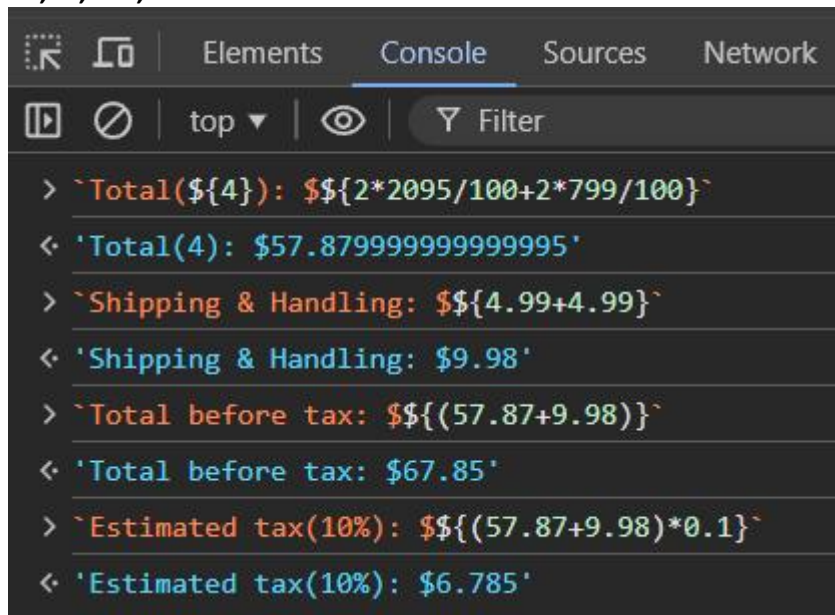 Elements Console Sources Network
top Filter
> `Total(${4}): $${2*2095/100+2*799/100}`
'Total(4): $57.879999999999995'
> `Shipping & Handling: $${4.99+4.99}`
'Shipping & Handling: $9.98'
> `Total before tax: $${(57.87+9.98)}`
'Total before tax: $67.85'
> `Estimated tax(10%): $${(57.87+9.98)*0.1}`
'Estimated tax(10%): $6.785'